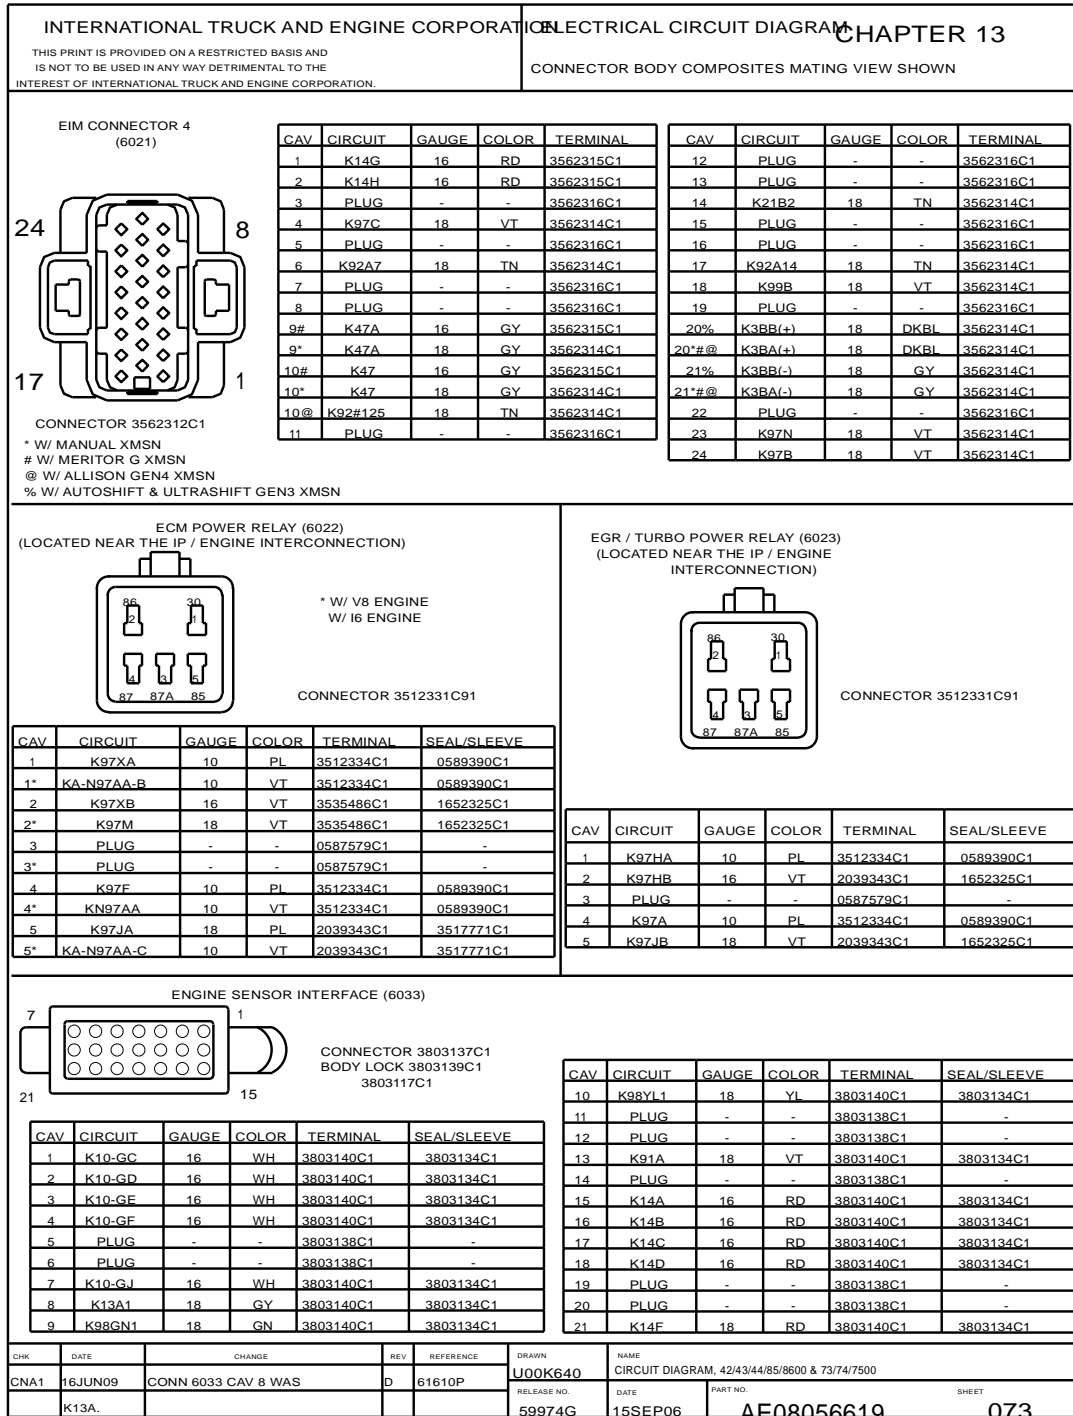 INTERNATIONAL TRUCK AND ENGINE CORPORATION
THIS PRINT IS PROVIDED ON A RESTRICTED BASIS AND
IS NOT TO BE USED IN ANY WAY DETRIMENTAL TO THE
INTEREST OF INTERNATIONAL TRUCK AND ENGINE CORPORATION.
ELECTRICAL CIRCUIT DIAGRAM
CHAPTER 13
CONNECTOR BODY COMPOSITES MATING VIEW SHOWN
EIM CONNECTOR 4
(6021)
24 8
17 1
CONNECTOR 3562312C1
* W/ MANUAL XMSN
# W/ MERITOR G XMSN
@ W/ ALLISON GEN4 XMSN
% W/ AUTOSHIFT & ULTRASHIFT GEN3 XMSN
CAV CIRCUIT GAUGE COLOR TERMINAL
1 K14G 16 RD 3562315C1
2 K14H 16 RD 3562315C1
3 PLUG - - 3562316C1
4 K97C 18 VT 3562314C1
5 PLUG - - 3562316C1
6 K92A7 18 TN 3562314C1
7 PLUG - - 3562316C1
8 PLUG - - 3562316C1
9# K47A 16 GY 3562315C1
9* K47A 18 GY 3562314C1
10# K47 16 GY 3562315C1
10* K47 18 GY 3562314C1
10@ K92#125 18 TN 3562314C1
11 PLUG - - 3562316C1
CAV CIRCUIT GAUGE COLOR TERMINAL
12 PLUG - - 3562316C1
13 PLUG - - 3562316C1
14 K21B2 18 TN 3562314C1
15 PLUG - - 3562316C1
16 PLUG - - 3562316C1
17 K92A14 18 TN 3562314C1
18 K99B 18 VT 3562314C1
19 PLUG - - 3562316C1
20% K3BB(+) 18 DKBL 3562314C1
20*#@ K3BA(+) 18 DKBL 3562314C1
21% K3BB(-) 18 GY 3562314C1
21*#@ K3BA(-) 18 GY 3562314C1
22 PLUG - - 3562316C1
23 K97N 18 VT 3562314C1
24 K97B 18 VT 3562314C1
ECM POWER RELAY (6022)
(LOCATED NEAR THE IP / ENGINE INTERCONNECTION)
86 30
2 1
4 3 5
87 87A 85
* W/ V8 ENGINE
W/ I6 ENGINE
CONNECTOR 3512331C91
CAV CIRCUIT GAUGE COLOR TERMINAL SEAL/SLEEVE
1 K97XA 10 PL 3512334C1 0589390C1
1* KA-N97AA-B 10 VT 3512334C1 0589390C1
2 K97XB 16 VT 3535486C1 1652325C1
2* K97M 18 VT 3535486C1 1652325C1
3 PLUG - - 0587579C1 -
3* PLUG - - 0587579C1 -
4 K97F 10 PL 3512334C1 0589390C1
4* KN97AA 10 VT 3512334C1 0589390C1
5 K97JA 18 PL 2039343C1 3517771C1
5* KA-N97AA-C 10 VT 2039343C1 3517771C1
EGR / TURBO POWER RELAY (6023)
(LOCATED NEAR THE IP / ENGINE
INTERCONNECTION)
86 30
2 1
4 3 5
87 87A 85
CONNECTOR 3512331C91
CAV CIRCUIT GAUGE COLOR TERMINAL SEAL/SLEEVE
1 K97HA 10 PL 3512334C1 0589390C1
2 K97HB 16 VT 2039343C1 1652325C1
3 PLUG - - 0587579C1 -
4 K97A 10 PL 3512334C1 0589390C1
5 K97JB 18 VT 2039343C1 1652325C1
ENGINE SENSOR INTERFACE (6033)
7 1
21 15
CONNECTOR 3803137C1
BODY LOCK 3803139C1
3803117C1
CAV CIRCUIT GAUGE COLOR TERMINAL SEAL/SLEEVE
1 K10-GC 16 WH 3803140C1 3803134C1
2 K10-GD 16 WH 3803140C1 3803134C1
3 K10-GE 16 WH 3803140C1 3803134C1
4 K10-GF 16 WH 3803140C1 3803134C1
5 PLUG - - 3803138C1 -
6 PLUG - - 3803138C1 -
7 K10-GJ 16 WH 3803140C1 3803134C1
8 K13A1 18 GY 3803140C1 3803134C1
9 K98GN1 18 GN 3803140C1 3803134C1
CAV CIRCUIT GAUGE COLOR TERMINAL SEAL/SLEEVE
10 K98YL1 18 YL 3803140C1 3803134C1
11 PLUG - - 3803138C1 -
12 PLUG - - 3803138C1 -
13 K91A 18 VT 3803140C1 3803134C1
14 PLUG - - 3803138C1 -
15 K14A 16 RD 3803140C1 3803134C1
16 K14B 16 RD 3803140C1 3803134C1
17 K14C 16 RD 3803140C1 3803134C1
18 K14D 16 RD 3803140C1 3803134C1
19 PLUG - - 3803138C1 -
20 PLUG - - 3803138C1 -
21 K14F 18 RD 3803140C1 3803134C1
CHK DATE CHANGE REV REFERENCE
CNA1 16JUN09 CONN 6033 CAV 8 WAS D 61610P
K13A.
DRAWN
U00K640
NAME
CIRCUIT DIAGRAM, 42/43/44/85/8600 & 73/74/7500
RELEASE NO.
59974G
DATE
15SEP06
PART NO.
AE08056619
SHEET
073